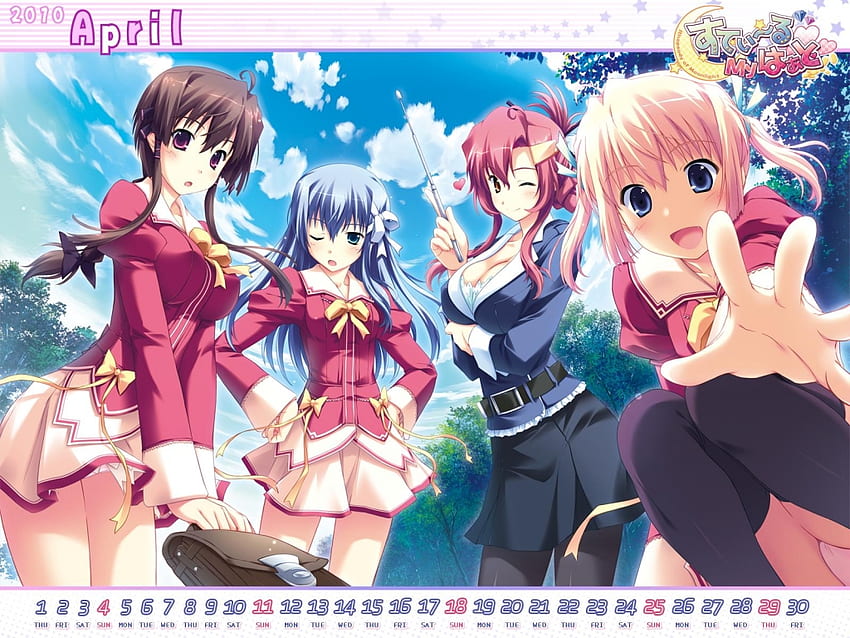 2010
April
すてぃ〜る
Myはぁと
1 2 3 4 5 6 7 8 9 10 11 12 13 14 15 16 17 18 19 20 21 22 23 24 25 26 27 28 29 30
THU FRI SAT SUN MON TUE WED THU FRI SAT SUN MON TUE WED THU FRI SAT SUN MON TUE WED THU FRI SAT SUN MON TUE WED THU FRI